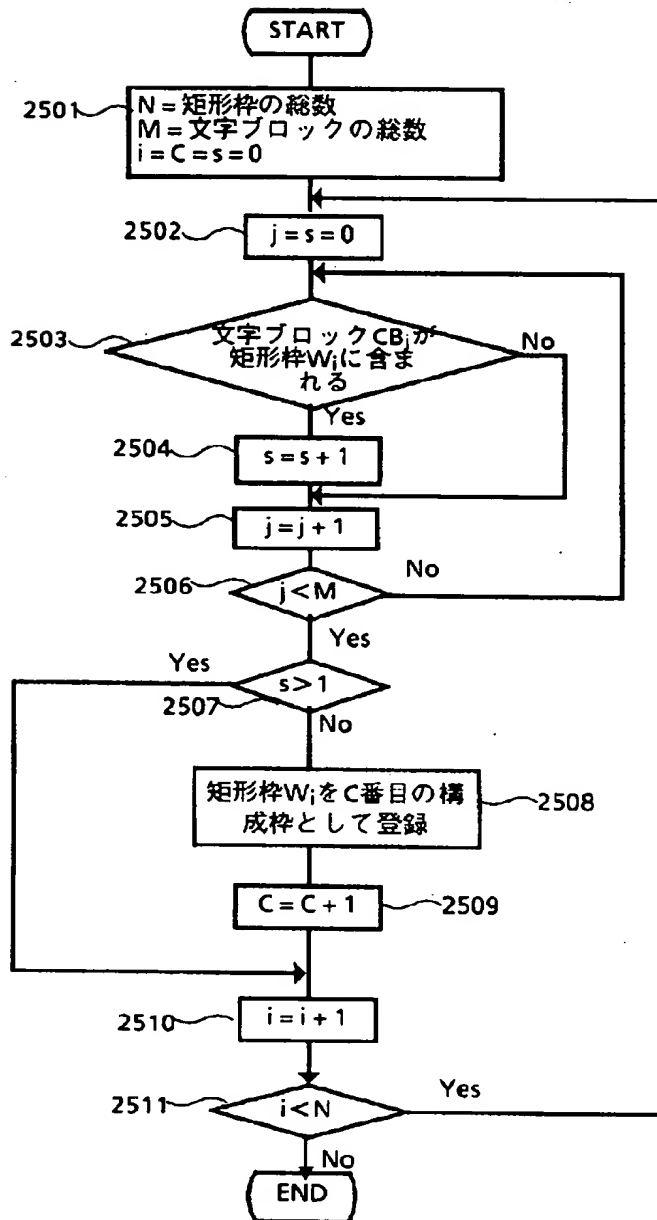 START
2501
N=矩形枠の総数
M=文字ブロックの総数
i=C=s=0
2502
j=s=0
2503
文字ブロックCBjが
矩形枠Wiに含ま
れる
No
Yes
2504
s=s+1
2505
j=j+1
2506
j<M
No
Yes
Yes
s>1
2507
No
矩形枠WiをC番目の構
成枠として登録
2508
C=C+1
2509
2510
i=i+1
2511
i<N
Yes
No
END